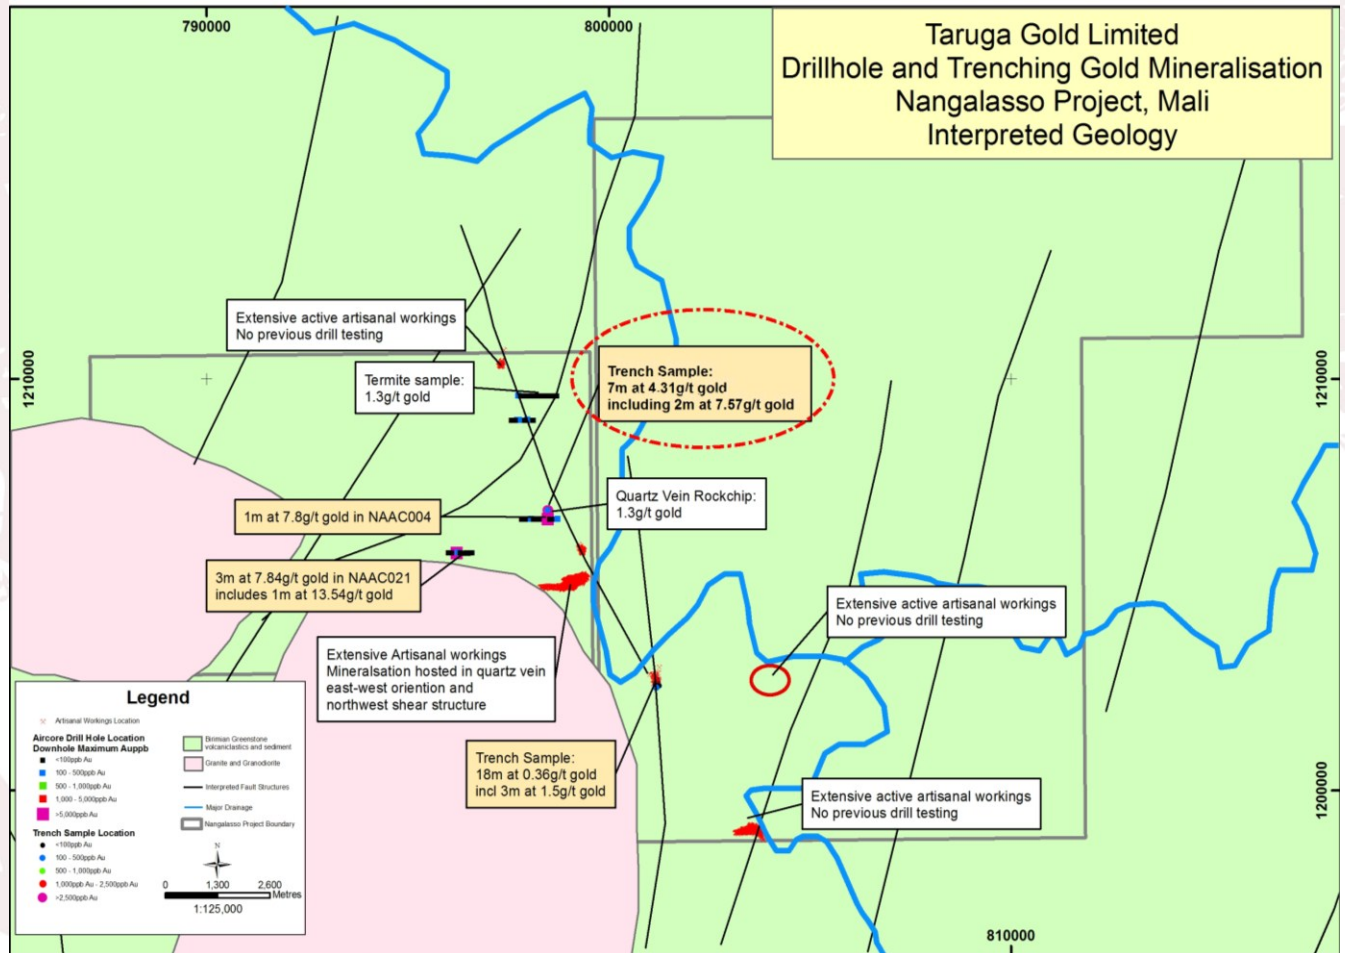 790000
800000
Taruga Gold Limited
Drillhole and Trenching Gold Mineralisation
Nangalasso Project, Mali
Interpreted Geology
Extensive active artisanal workings
No previous drill testing
1210000
1210000
Termite sample:
1.3g/t gold
Trench Sample:
7m at 4.31g/t gold
including 2m at 7.57g/t gold
Quartz Vein Rockchip:
1.3g/t gold
1m at 7.8g/t gold in NAAC004
3m at 7.84g/t gold in NAAC021
includes 1m at 13.54g/t gold
Extensive active artisanal workings
No previous drill testing
Extensive Artisanal workings
Mineralsation hosted in quartz vein
east-west oriention and
northwest shear structure
Trench Sample:
18m at 0.36g/t gold
incl 3m at 1.5g/t gold
Extensive active artisanal workings
No previous drill testing
1200000
810000
Legend
Artisanal Workings Location
Aircore Drill Hole Location
Downhole Maximum Auppb
<100ppb Au
100 - 500ppb Au
500 - 1,000ppb Au
1,000 - 5,000ppb Au
>5,000ppb Au
Trench Sample Location
<100ppb Au
100 - 500ppb Au
500 - 1,000ppb Au
1,000ppb Au - 2,500ppb Au
>2,500ppb Au
Birimian Greenstone
volcaniclastics and sediment
Granite and Granodiorite
Interpreted Fault Structures
Major Drainage
Nangalasso Project Boundary
N
0 1,300 2,600
Metres
1:125,000